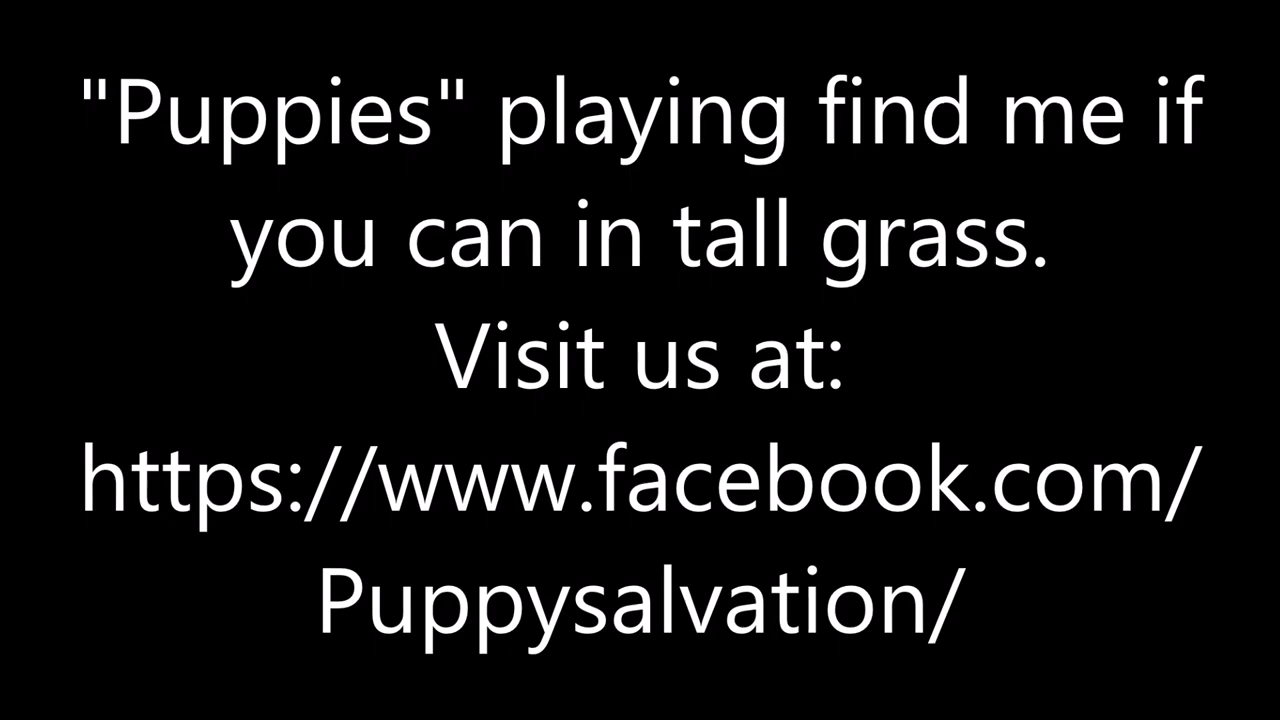 "Puppies" playing find me if
you can in tall grass.
Visit us at:
https://www.facebook.com/
Puppysalvation/